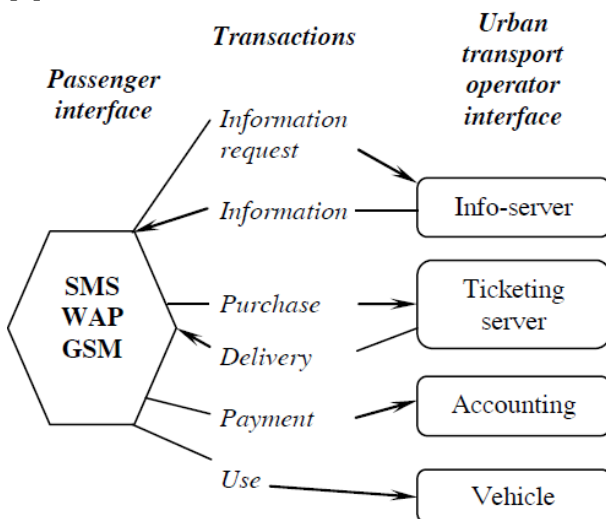 Passenger
interface
Transactions
Urban
transport
operator
interface
Information
request
Information
Info-server
SMS
WAP
GSM
Purchase
Ticketing
server
Delivery
Payment
Accounting
Use
Vehicle